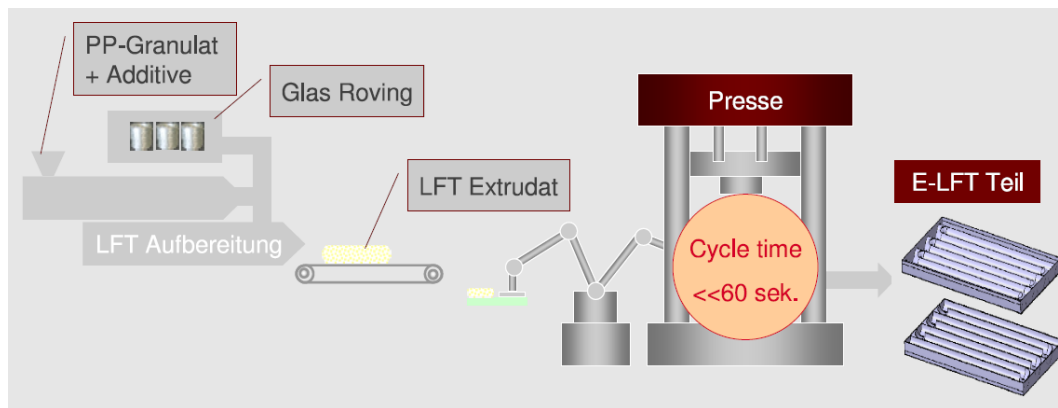 PP-Granulat
+ Additive
Glas Roving
LFT Aufbereitung
LFT Extrudat
Presse
Cycle time
<<60 sek.
E-LFT Teil